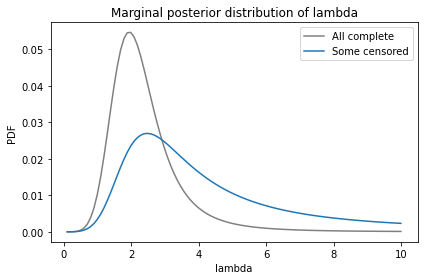 Marginal posterior distribution of lambda
All complete
Some censored
PDF
0.05
0.04
0.03
0.02
0.01
0.00
0 2 4 6 8 10
lambda